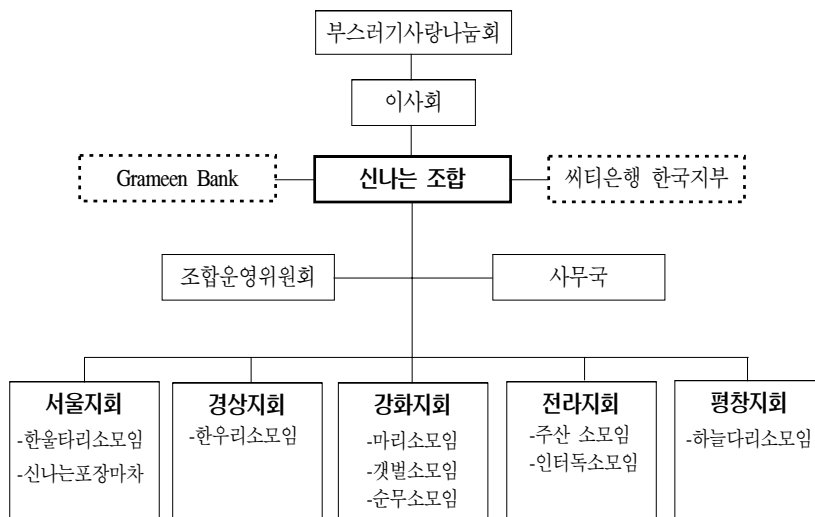 부스러기사랑나눔회
이사회
Grameen Bank
신나는 조합
씨티은행 한국지부
조합운영위원회
사무국
서울지회
-한울타리소모임
-신나는포장마차
경상지회
-한우리소모임
강화지회
-마리소모임
-갯벌소모임
-순무소모임
전라지회
-주산 소모임
-인터독소모임
평창지회
-하늘다리소모임